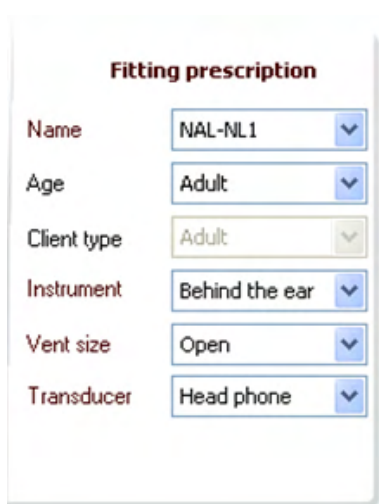 Fitting prescription
Name NAL-NL1
Age Adult
Client type Adult
Instrument Behind the ear
Vent size Open
Transducer Head phone